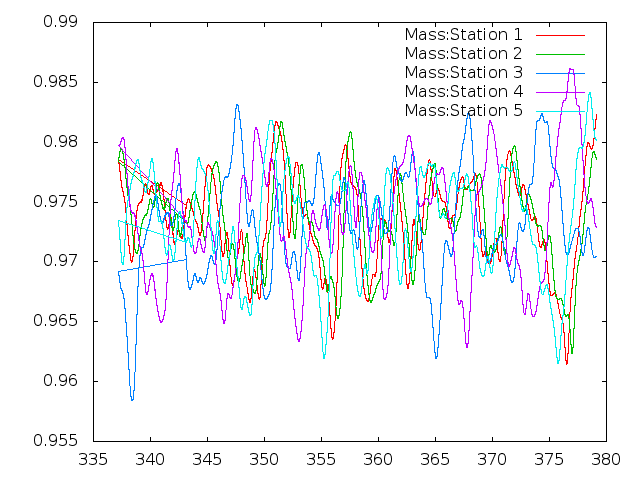 0.99
0.985
0.98
0.975
0.97
0.965
0.96
0.955
335 340 345 350 355 360 365 370 375 380
Mass:Station 1
Mass:Station 2
Mass:Station 3
Mass:Station 4
Mass:Station 5